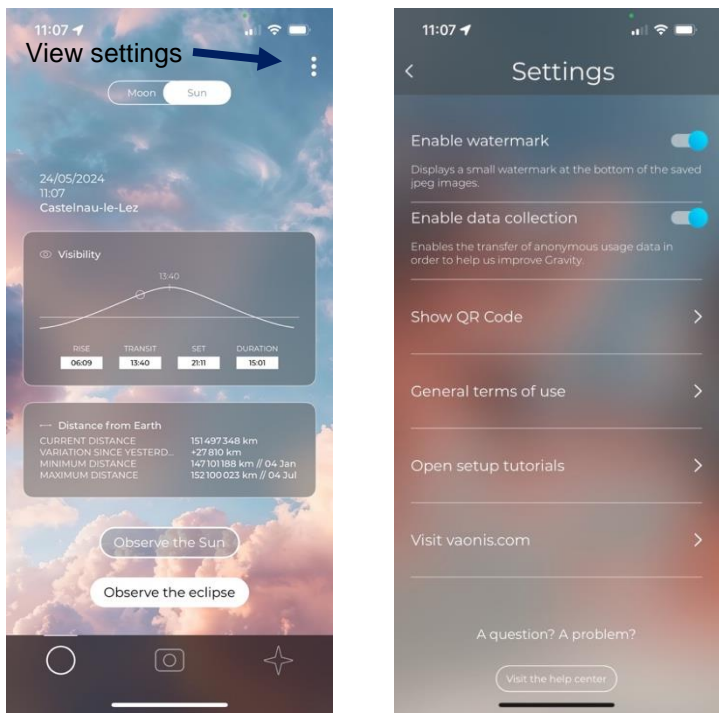 11:07
View settings
Moon Sun
24/05/2024
11:07
Castelnau-le-Lez
Visibility
13:40
RISE TRANSIT SET DURATION
06:09 13:40 21:11 15:01
Distance from Earth
CURRENT DISTANCE 151 497 348 km
VARIATION SINCE YESTERD... +27 810 km
MINIMUM DISTANCE 147 101 188 km // 04 Jan
MAXIMUM DISTANCE 152 100 023 km // 04 Jul
Observe the Sun
Observe the eclipse
11:07
Settings
Enable watermark
Displays a small watermark at the bottom of the saved
jpeg images.
Enable data collection
Enables the transfer of anonymous usage data in
order to help us improve Gravity.
Show QR Code
General terms of use
Open setup tutorials
Visit vaonis.com
A question? A problem?
Visit the help center